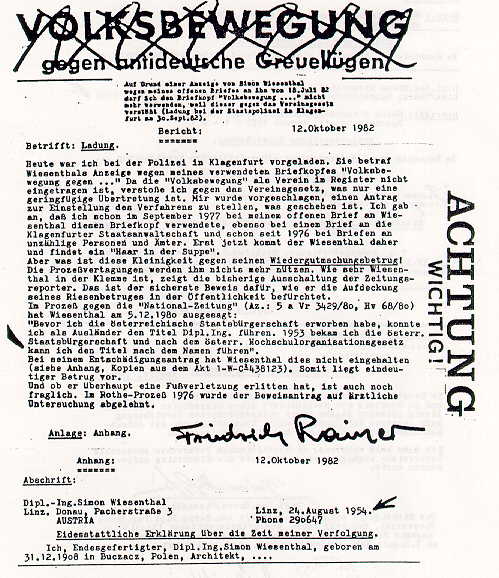 VOLKSBEWEGUNG
gegen antideutsche Greuellügen
Auf Grund einer Anzeige von Simon Wiesenthal
wegen meines offenen Briefes an ihn vom 18.Juli 82
darf ich den Briefkopf "Volksbewegung ...." nicht
mehr verwenden, weil dieser gegen das Vereinsgesetz
verstößt (Ladung bei der Staatspolizei in Klagen-
furt am 30.Sept.82).
Bericht:
12.Oktober 1982
Betrifft: Ladung.
Heute war ich bei der Polizei in Klagenfurt vorgeladen. Sie betraf
Wiesenthals Anzeige wegen meines verwendeten Briefkopfes "Volksbe-
wegung gegen ..." Da die "Volksbewegung" als Verein im Register nicht
eingetragen ist, verstoße ich gegen das Vereinsgesetz, was nur eine
geringfügige Übertretung ist. Mir wurde vorgeschlagen, einen Antrag
zur Einstellung des Verfahrens zu stellen, was geschehen ist. Ich gab
an, daß ich schon im September 1977 bei meinem offenen Brief an Wie-
senthal diesen Briefkopf verwendete, ebenso bei einem Brief an die
Klagenfurter Staatsanwaltschaft und schon seit 1976 bei Briefen an
unzählige Personen und Ämter. Erst jetzt kommt der Wiesenthal daher
und findet ein "Haar in der Suppe".
Aber was ist diese Kleinigkeit gegen seinen Wiedergutmachungsbetrug!
Die Prozeßvertagungen werden ihm nichts mehr nützen. Wie sehr Wiesen-
thal in der Klemme ist, zeigt die bisherige Ausschaltung der Zeitungs-
reporter. Das ist der sicherste Beweis dafür, wie er die Aufdeckung
seines Riesenbetruges in der Öffentlichkeit befürchtet.
Im Prozeß gegen die "National-Zeitung" (Az.: 5 a Vr 3429/80, Hv 68/80)
hat Wiesenthal am 5.12.1980 ausgesagt:
"Bevor ich die österreichische Staatsbürgerschaft erworben habe, konnte
ich als Ausländer den Titel Dipl.Ing. führen. 1953 bekam ich die österr.
Staatsbürgerschaft und nach dem österr. Hochschulorganisationsgesetz
kann ich den Titel nach dem Namen führen".
Bei seinem Entschädigungsantrag hat Wiesenthal dies nicht eingehalten
(siehe Anhang, Kopien aus dem Akt 1-W-CA438123). Somit liegt eindeu-
tiger Betrug vor.
Und ob er überhaupt eine Fußverletzung erlitten hat, ist auch noch
fraglich. Im Rothe-Prozeß 1976 wurde der Beweisantrag auf ärztliche
Untersuchung abgelehnt.
Anlage: Anhang.
Friedrich Rainer
Anhang:
12.Oktober 1982
Abschrift:
Dipl.-Ing.Simon Wiesenthal
Linz, Donau, Pacherstraße 3
AUSTRIA
Linz, 24.August 1954.
Phone 290647
Eidesstattliche Erklärung über die Zeit meiner Verfolgung.
Ich, Endesgefertigter, Dipl.Ing.Simon Wiesenthal, geboren am
31.12.1908 in Buczacz, Polen, Architekt, ....
ACHTUNG
WICHTIG!